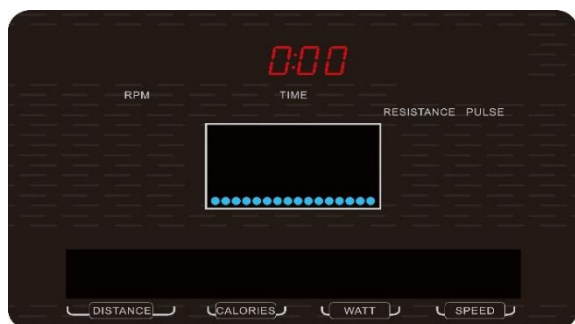 0:00
RPM TIME
RESISTANCE PULSE
DISTANCE CALORIES WATT SPEED